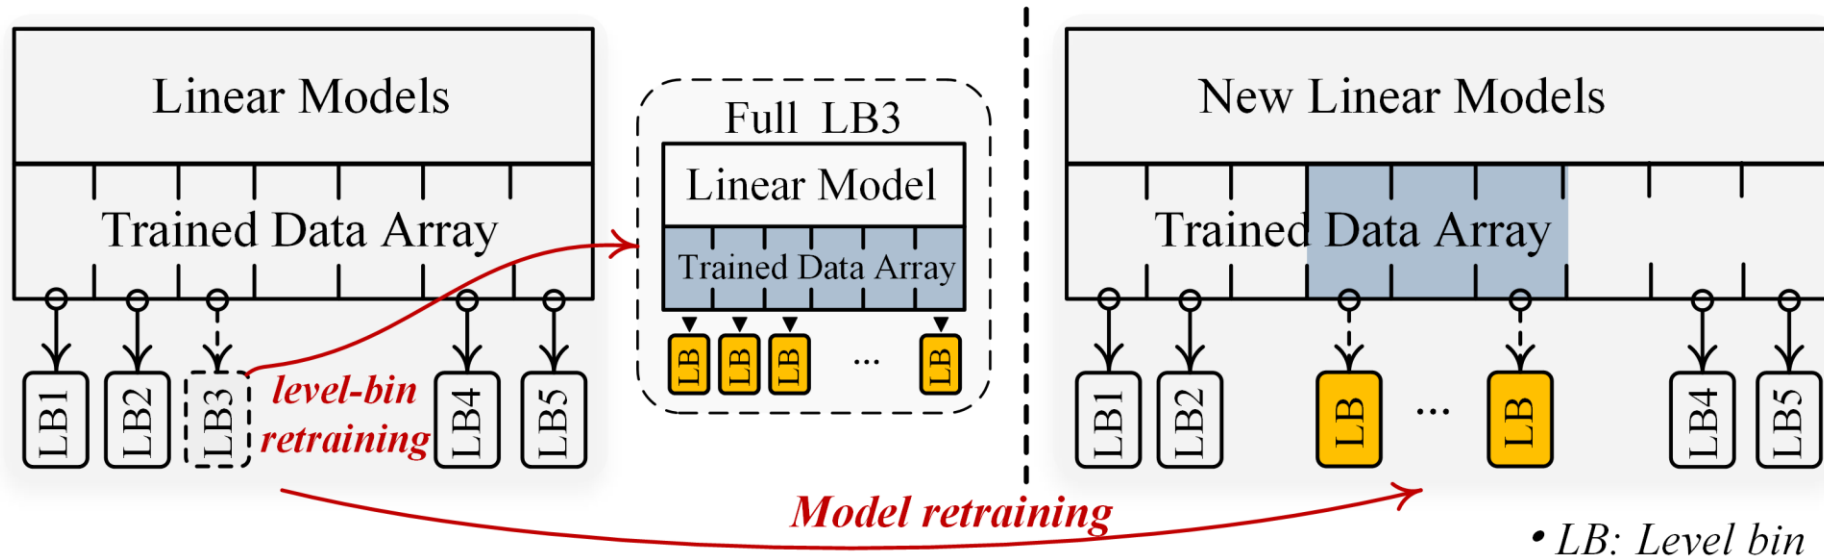 Linear Models
Trained Data Array
LB1
LB2
LB3
LB4
LB5
level-bin
retraining
Full LB3
Linear Model
Trained Data Array
LB
LB
LB
...
LB
New Linear Models
Trained Data Array
LB1
LB2
LB
...
LB
LB4
LB5
Model retraining
• LB: Level bin